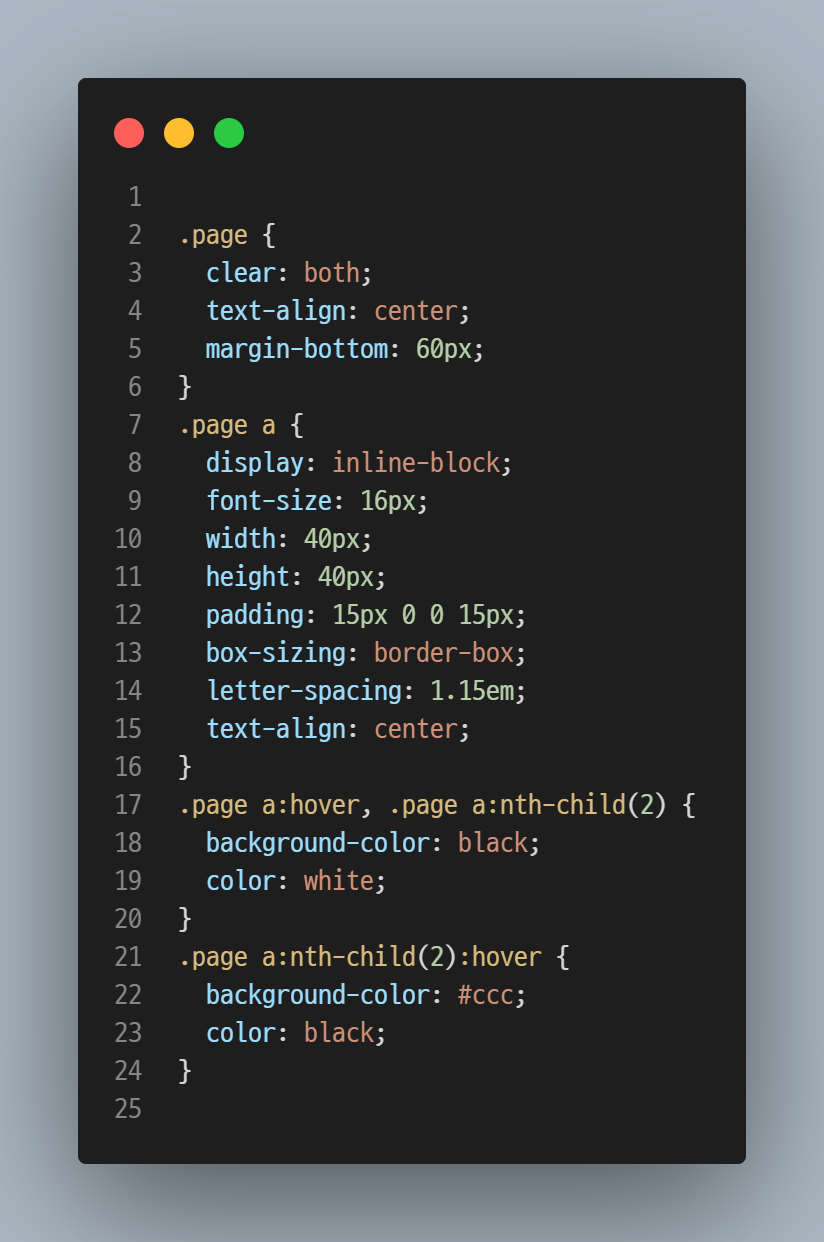 1
2 .page {
3 clear: both;
4 text-align: center;
5 margin-bottom: 60px;
6 }
7 .page a {
8 display: inline-block;
9 font-size: 16px;
10 width: 40px;
11 height: 40px;
12 padding: 15px 0 0 15px;
13 box-sizing: border-box;
14 letter-spacing: 1.15em;
15 text-align: center;
16 }
17 .page a:hover, .page a:nth-child(2) {
18 background-color: black;
19 color: white;
20 }
21 .page a:nth-child(2):hover {
22 background-color: #ccc;
23 color: black;
24 }
25